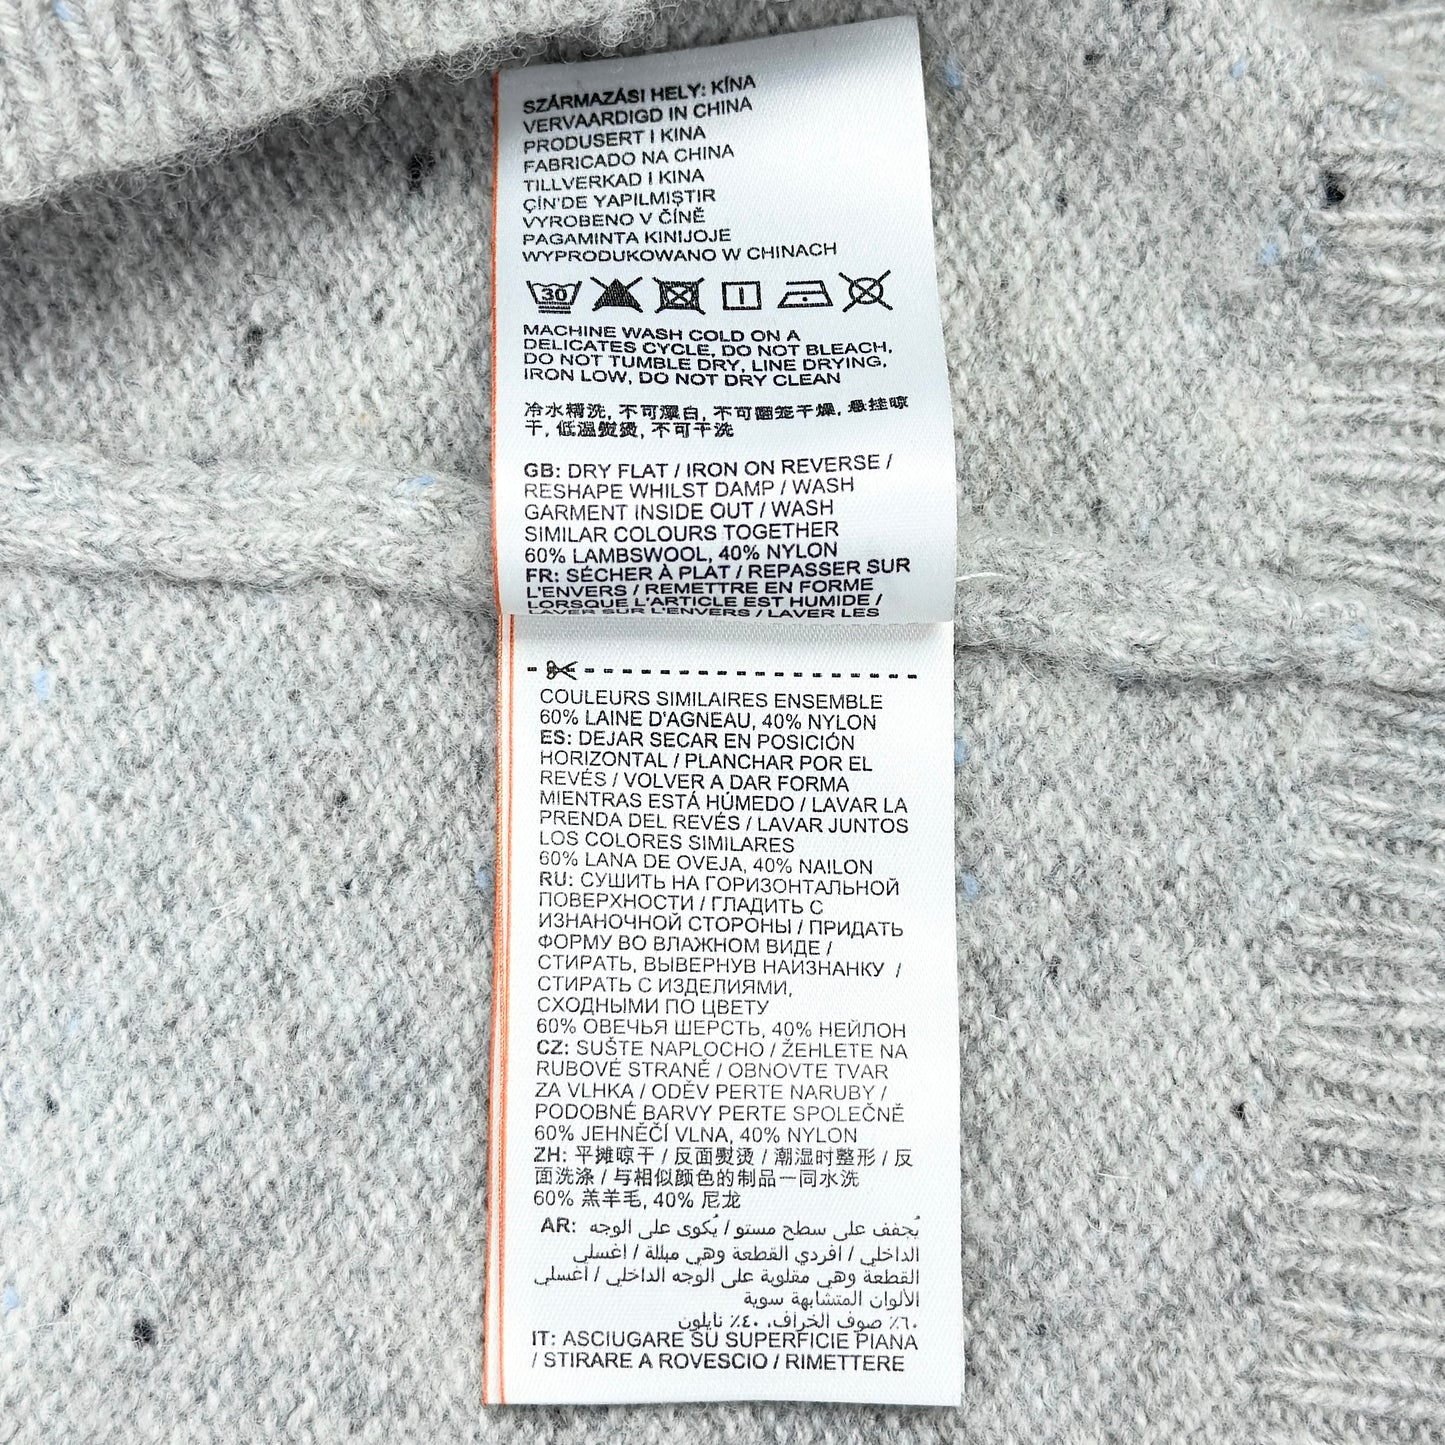 SZÁRMAZÁSI HELY: KÍNA
VERVAARDIGD IN CHINA
PRODUSERT I KINA
FABRICADO NA CHINA
TILLVERKAD I KINA
ÇİN'DE YAPILMIŞTIR
VYROBENO V ČÍNĚ
PAGAMINTA KINIJOJE
WYPRODUKOWANO W CHINACH
30
MACHINE WASH COLD ON A
DELICATES CYCLE, DO NOT BLEACH,
DO NOT TUMBLE DRY, LINE DRYING,
IRON LOW, DO NOT DRY CLEAN
冷水精洗, 不可漂白, 不可翻笼干燥, 悬挂晾
干, 低温熨烫, 不可干洗
GB: DRY FLAT / IRON ON REVERSE /
RESHAPE WHILST DAMP / WASH
GARMENT INSIDE OUT / WASH
SIMILAR COLOURS TOGETHER
60% LAMBSWOOL, 40% NYLON
FR: SÉCHER À PLAT / REPASSER SUR
L'ENVERS / REMETTRE EN FORME
LORSQUE L'ARTICLE EST HUMIDE /
LAVER SUR L'ENVERS / LAVER LES
COULEURS SIMILAIRES ENSEMBLE
60% LAINE D'AGNEAU, 40% NYLON
ES: DEJAR SECAR EN POSICIÓN
HORIZONTAL / PLANCHAR POR EL
REVÉS / VOLVER A DAR FORMA
MIENTRAS ESTÁ HÚMEDO / LAVAR LA
PRENDA DEL REVÉS / LAVAR JUNTOS
LOS COLORES SIMILARES
60% LANA DE OVEJA, 40% NAILON
RU: СУШИТЬ НА ГОРИЗОНТАЛЬНОЙ
ПОВЕРХНОСТИ / ГЛАДИТЬ С
ИЗНАНОЧНОЙ СТОРОНЫ / ПРИДАТЬ
ФОРМУ ВО ВЛАЖНОМ ВИДЕ /
СТИРАТЬ, ВЫВЕРНУВ НАИЗНАНКУ /
СТИРАТЬ С ИЗДЕЛИЯМИ,
СХОДНЫМИ ПО ЦВЕТУ
60% ОВЕЧЬЯ ШЕРСТЬ, 40% НЕЙЛОН
CZ: SUŠTE NAPLOCHO / ŽEHLETE NA
RUBOVÉ STRANĚ / OBNOVTE TVAR
ZA VLHKA / ODĚV PERTE NARUBY /
PODOBNÉ BARVY PERTE SPOLEČNĚ
60% JEHNĚČÍ VLNA, 40% NYLON
ZH: 平摊晾干 / 反面熨烫 / 潮湿时整形 / 反
面洗涤 / 与相似颜色的制品一同水洗
60% 羔羊毛, 40% 尼龙
AR: يُجفف على سطح مستو / يُكوى على الوجه
الداخلي / افردي القطعة وهي مبللة / اغسلي
القطعة وهي مقلوبة على الوجه الداخلي / أغسلي
الألوان المتشابهة سوية
٦٠٪ صوف الخراف، ٤٠٪ نايلون
IT: ASCIUGARE SU SUPERFICIE PIANA
/ STIRARE A ROVESCIO / RIMETTERE